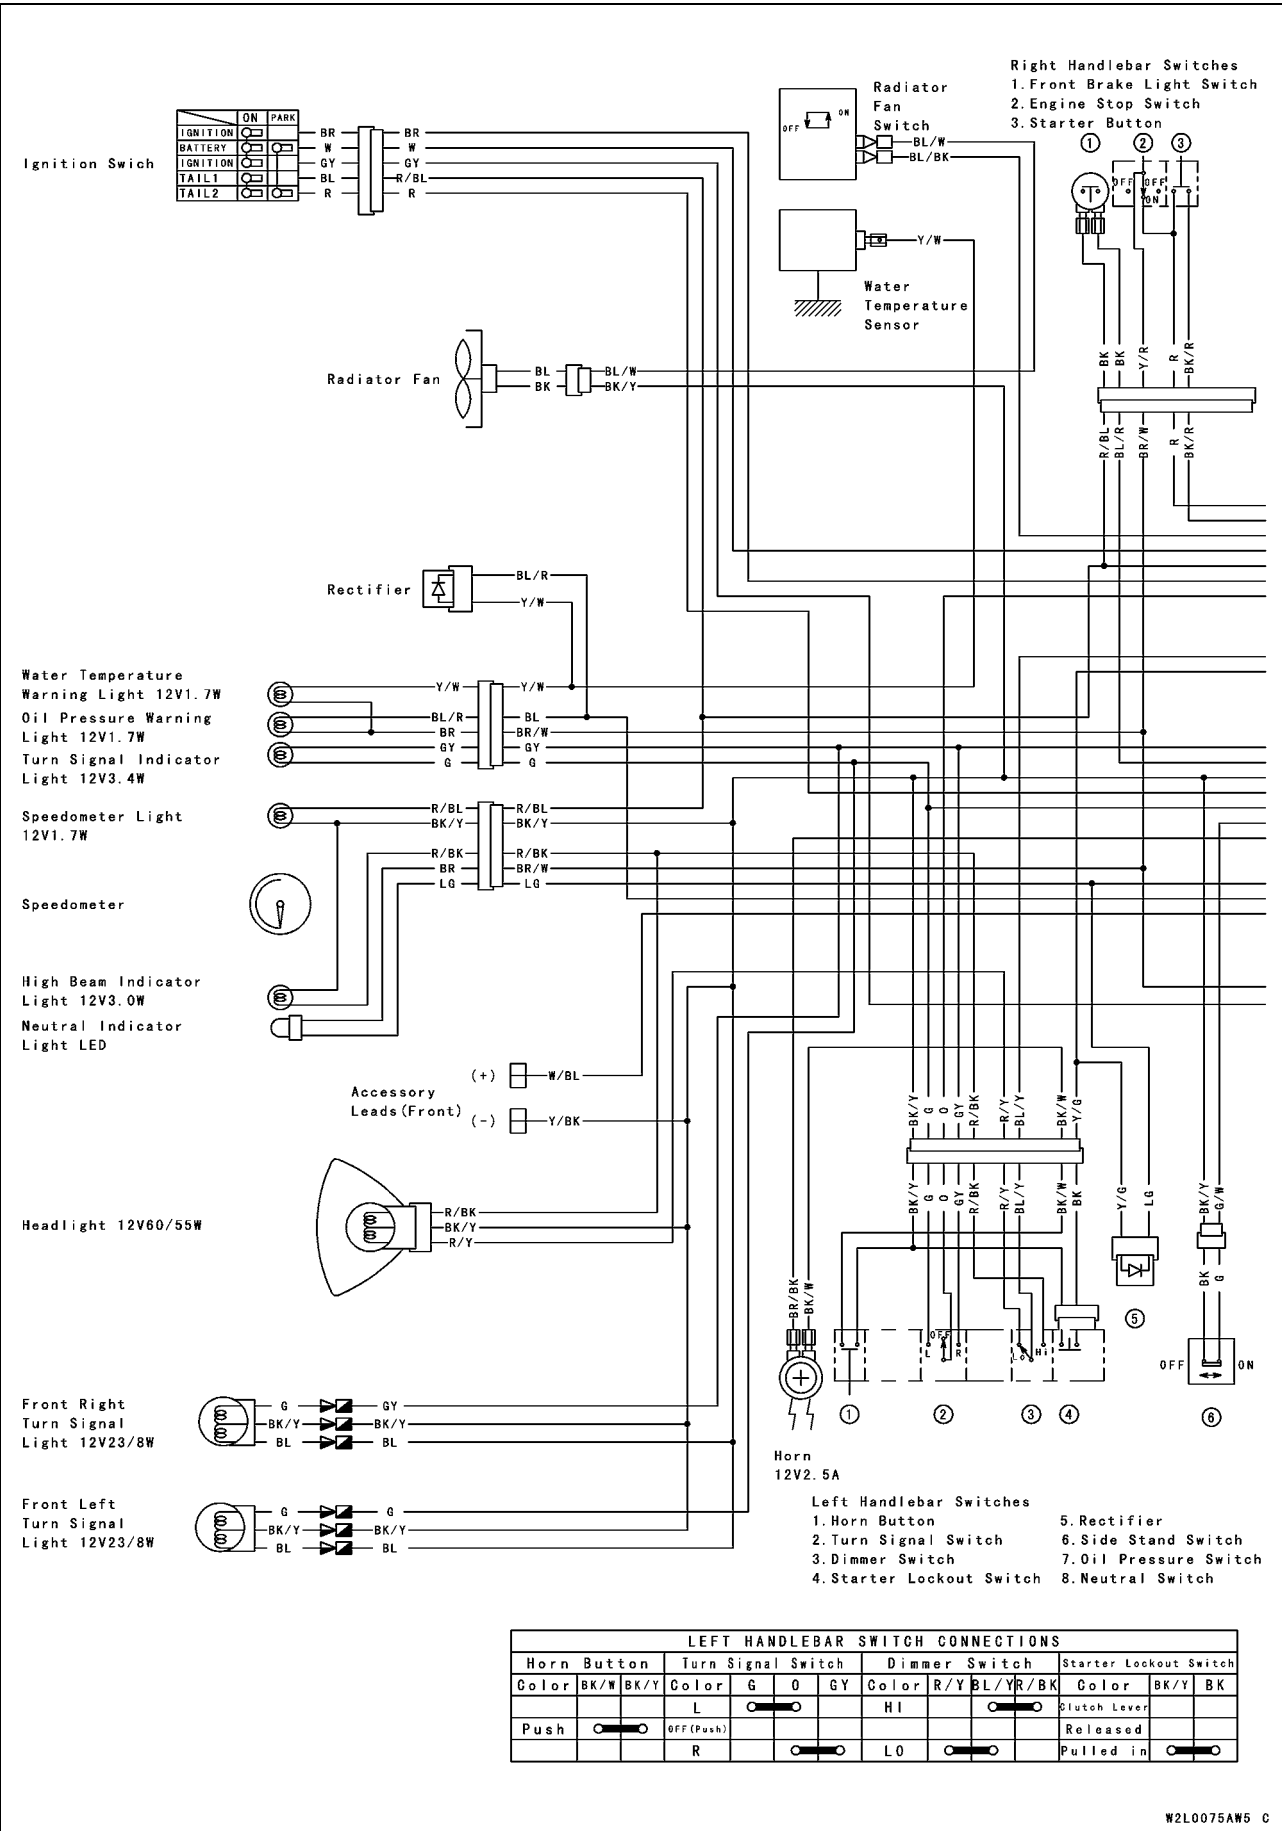 Right Handlebar Switches
1.Front Brake Light Switch
2.Engine Stop Switch
3.Starter Button
① ② ③
OFF OFF
ON
Radiator
Fan
Switch
OFF ON
BL/W
BL/BK
ON PARK
IGNITION BR BR
BATTERY W W
IGNITION GY GY
TAIL1 BL R/BL
TAIL2 R R
Ignition Swich
Y/W
Water
Temperature
Sensor
BK BK Y/R R BK/R
R/BL BL/R BR/W R BK/R
Radiator Fan
BL BL/W
BK BK/Y
Rectifier
BL/R
Y/W
Water Temperature
Warning Light 12V1.7W
Y/W Y/W
Oil Pressure Warning
Light 12V1.7W
BL/R BL
BR BR/W
Turn Signal Indicator
Light 12V3.4W
GY GY
G G
Speedometer Light
12V1.7W
R/BL R/BL
BK/Y BK/Y
R/BK R/BK
BR BR/W
LG LG
Speedometer
High Beam Indicator
Light 12V3.0W
Neutral Indicator
Light LED
Accessory
Leads(Front)
(+) W/BL
(-) Y/BK
BK/Y G O GY R/BK R/Y BL/Y BK/W Y/G
BK/Y G O GY R/BK R/Y BL/Y BK/W BK
Y/G LG
BK/Y G/W
BK G
Headlight 12V60/55W
R/BK
BK/Y
R/Y
BR/BK BK/W
L OFF R
Lo Hi
⑤
OFF ON
① ② ③ ④ ⑥
Front Right
Turn Signal
Light 12V23/8W
G GY
BK/Y BK/Y
BL BL
Horn
12V2.5A
Front Left
Turn Signal
Light 12V23/8W
G G
BK/Y BK/Y
BL BL
Left Handlebar Switches
1.Horn Button
2.Turn Signal Switch
3.Dimmer Switch
4.Starter Lockout Switch
5.Rectifier
6.Side Stand Switch
7.Oil Pressure Switch
8.Neutral Switch
LEFT HANDLEBAR SWITCH CONNECTIONS
Horn Button Turn Signal Switch Dimmer Switch Starter Lockout Switch
Color BK/W BK/Y Color G O GY Color R/Y BL/Y R/BK Color BK/Y BK
L HI Clutch Lever
Push OFF(Push) Released
R LO Pulled in
W2L0075AW5 C